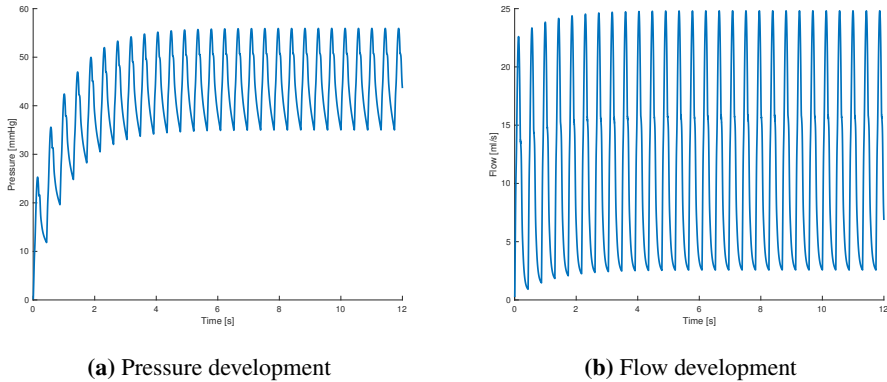 60
50
40
30
20
10
0
Pressure [mmHg]
0 2 4 6 8 10 12
Time [s]
(a) Pressure development
25
20
15
10
5
0
Flow [ml/s]
0 2 4 6 8 10 12
Time [s]
(b) Flow development